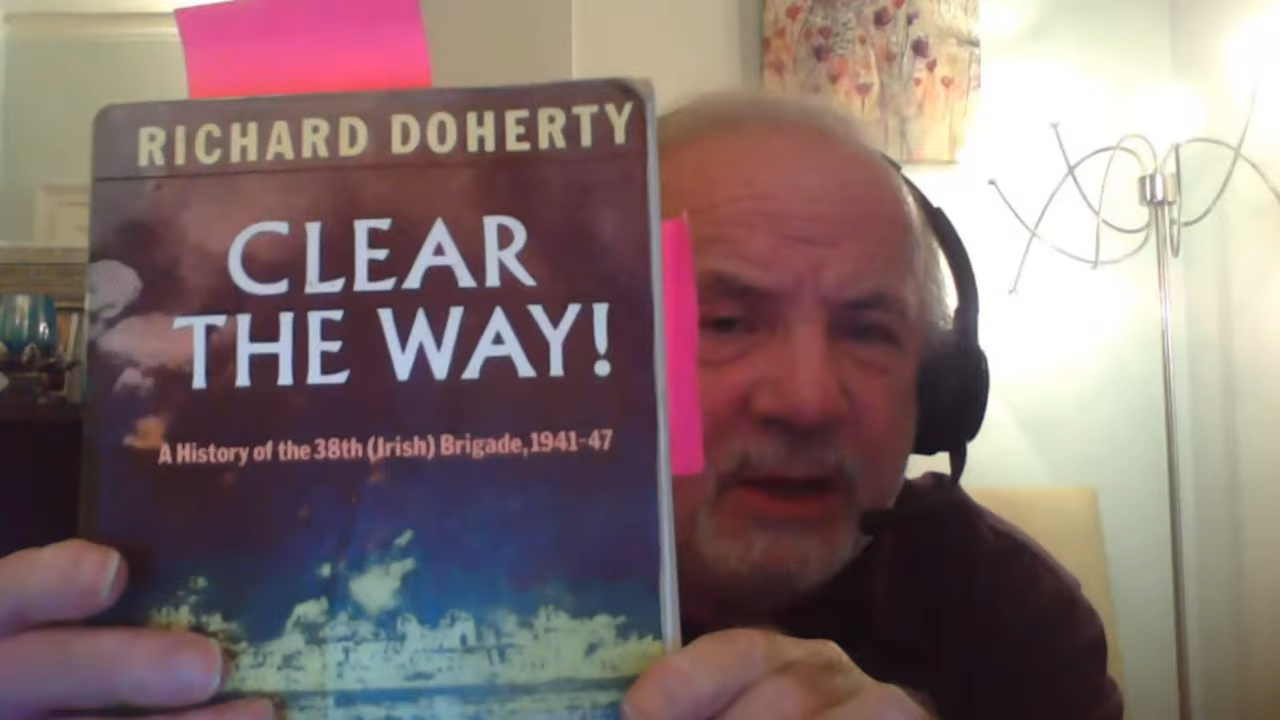 RICHARD DOHERTY
CLEAR
THE WAY!
A History of the 38th (Irish) Brigade, 1941-47